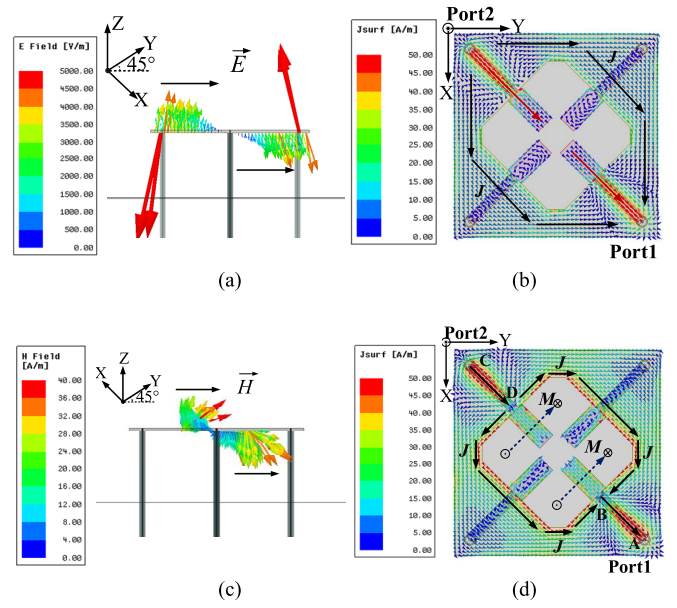 E Field [V/m]
5000.00
4500.00
4000.00
3500.00
3000.00
2500.00
2000.00
1500.00
1000.00
500.00
0.00
Z
Y
45°
X
E
(a)
Jsurf [A/m]
50.00
45.00
40.00
35.00
30.00
25.00
20.00
15.00
10.00
5.00
0.00
Port2
Y
X
J
J
Port1
(b)
H Field
[A/m]
40.00
36.00
32.00
28.00
24.00
20.00
16.00
12.00
8.00
4.00
0.00
Z
X
Y
45°
H
(c)
Jsurf [A/m]
50.00
45.00
40.00
35.00
30.00
25.00
20.00
15.00
10.00
5.00
0.00
Port2
Y
X
C
J
D
M
J
M
J
B
J
A
Port1
(d)